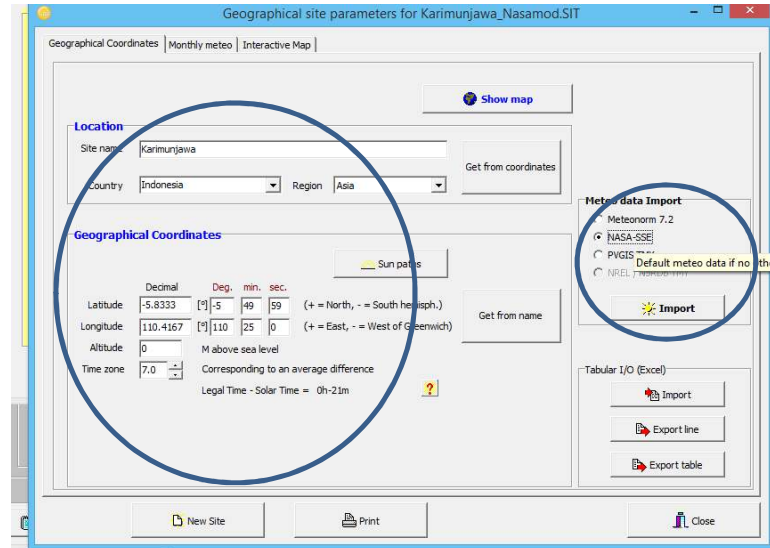 Geographical site parameters for Karimunjawa_Nasamod.SIT
Geographical Coordinates Monthly meteo Interactive Map
Show map
Location
Site name Karimunjawa
Get from coordinates
Country Indonesia Region Asia
Meteo data Import
Meteonorm 7.2
NASA-SSE
PVGIS
Default meteo data if no
NREL /
Import
Geographical Coordinates
Sun paths
Decimal Deg. min. sec.
Latitude -5.8333 [°] -5 49 59 (+ = North, - = South hemisph.)
Get from name
Longitude 110.4167 [°] 110 25 0 (+ = East, - = West of Greenwich)
Altitude 0 M above sea level
Time zone 7.0 Corresponding to an average difference
Legal Time - Solar Time = 0h-21m ?
Tabular I/O (Excel)
Import
Export line
Export table
New Site Print Close